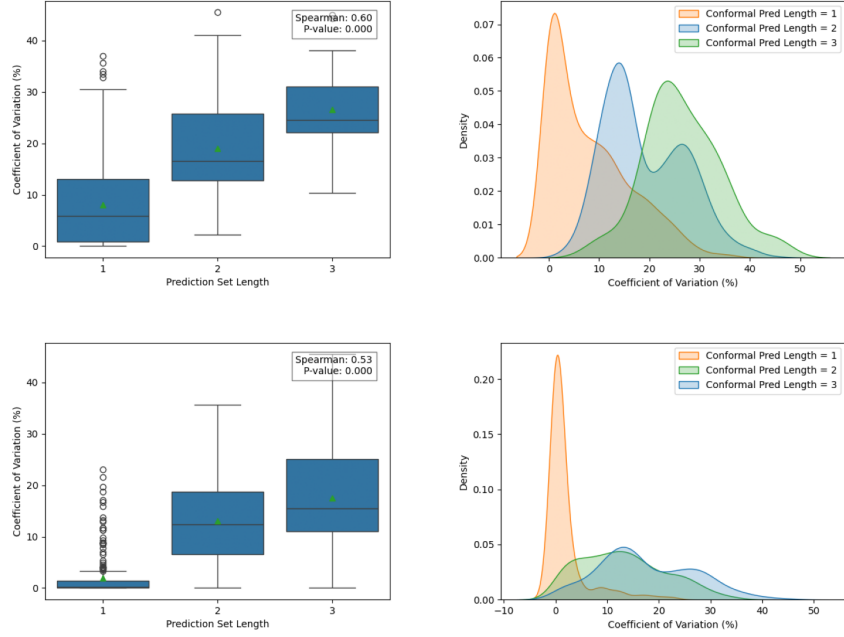 Spearman: 0.60
P-value: 0.000
Coefficient of Variation (%)
40
30
20
10
0
1 2 3
Prediction Set Length
Conformal Pred Length = 1
Conformal Pred Length = 2
Conformal Pred Length = 3
Density
0.07
0.06
0.05
0.04
0.03
0.02
0.01
0.00
0 10 20 30 40 50
Coefficient of Variation (%)
Spearman: 0.53
P-value: 0.000
Coefficient of Variation (%)
40
30
20
10
0
1 2 3
Prediction Set Length
Conformal Pred Length = 1
Conformal Pred Length = 2
Conformal Pred Length = 3
Density
0.20
0.15
0.10
0.05
0.00
-10 0 10 20 30 40 50
Coefficient of Variation (%)